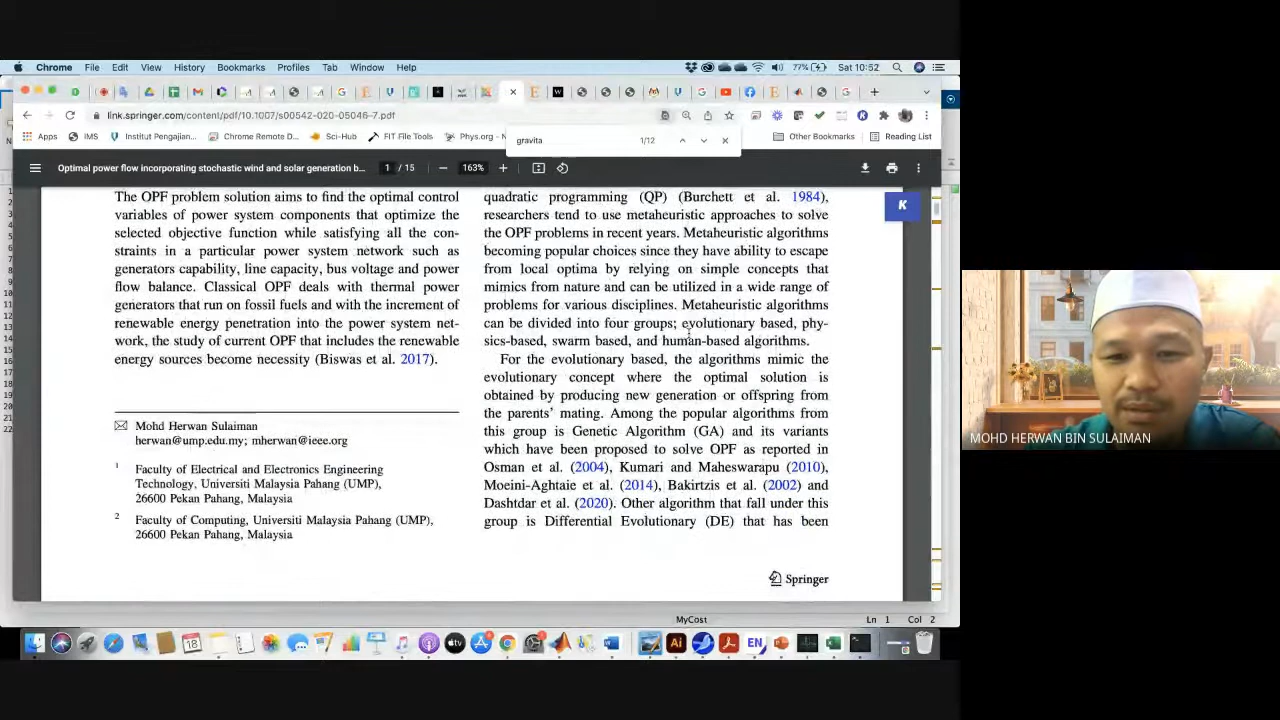 Chrome File Edit View History Bookmarks Profiles Tab Window Help
77% Sat 10:52
link.springer.com/content/pdf/10.1007/s00542-020-05046-7.pdf
Apps IMS Institut Pengajian... Chrome Remote D... Sci-Hub FIT File Tools Phys.org - N
Other Bookmarks Reading List
gravita 1/12
Optimal power flow incorporating stochastic wind and solar generation b... 1 / 15 163%
The OPF problem solution aims to find the optimal control
variables of power system components that optimize the
selected objective function while satisfying all the con-
straints in a particular power system network such as
generators capability, line capacity, bus voltage and power
flow balance. Classical OPF deals with thermal power
generators that run on fossil fuels and with the increment of
renewable energy penetration into the power system net-
work, the study of current OPF that includes the renewable
energy sources become necessity (Biswas et al. 2017).
Mohd Herwan Sulaiman
herwan@ump.edu.my; mherwan@ieee.org
1 Faculty of Electrical and Electronics Engineering
Technology, Universiti Malaysia Pahang (UMP),
26600 Pekan Pahang, Malaysia
2 Faculty of Computing, Universiti Malaysia Pahang (UMP),
26600 Pekan Pahang, Malaysia
quadratic programming (QP) (Burchett et al. 1984),
researchers tend to use metaheuristic approaches to solve
the OPF problems in recent years. Metaheuristic algorithms
becoming popular choices since they have ability to escape
from local optima by relying on simple concepts that
mimics from nature and can be utilized in a wide range of
problems for various disciplines. Metaheuristic algorithms
can be divided into four groups; evolutionary based, phy-
sics-based, swarm based, and human-based algorithms.
For the evolutionary based, the algorithms mimic the
evolutionary concept where the optimal solution is
obtained by producing new generation or offspring from
the parents' mating. Among the popular algorithms from
this group is Genetic Algorithm (GA) and its variants
which have been proposed to solve OPF as reported in
Osman et al. (2004), Kumari and Maheswarapu (2010),
Moeini-Aghtaie et al. (2014), Bakirtzis et al. (2002) and
Dashtdar et al. (2020). Other algorithm that fall under this
group is Differential Evolutionary (DE) that has been
Springer
K
MyCost Ln 1 Col 2
MOHD HERWAN BIN SULAIMAN